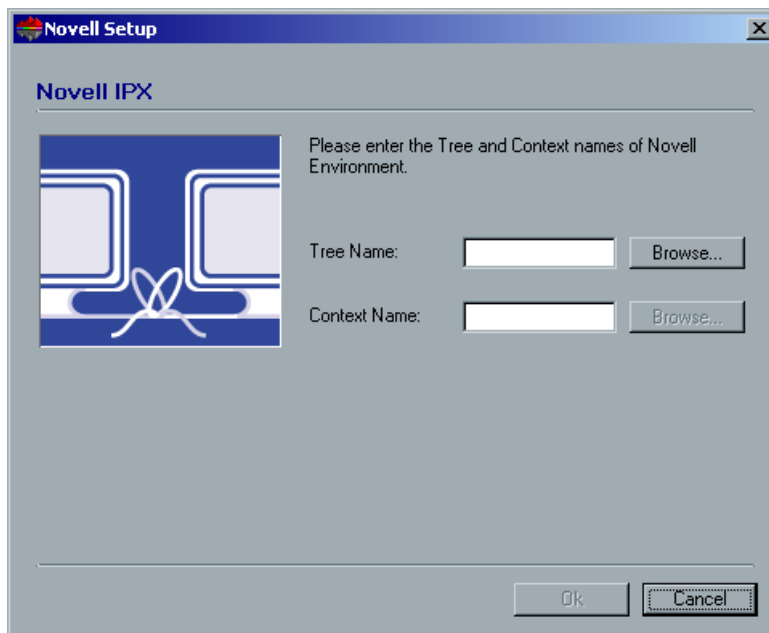 Novell Setup
Novell IPX
Please enter the Tree and Context names of Novell
Environment.
Tree Name:
Browse...
Context Name:
Browse...
Ok
Cancel